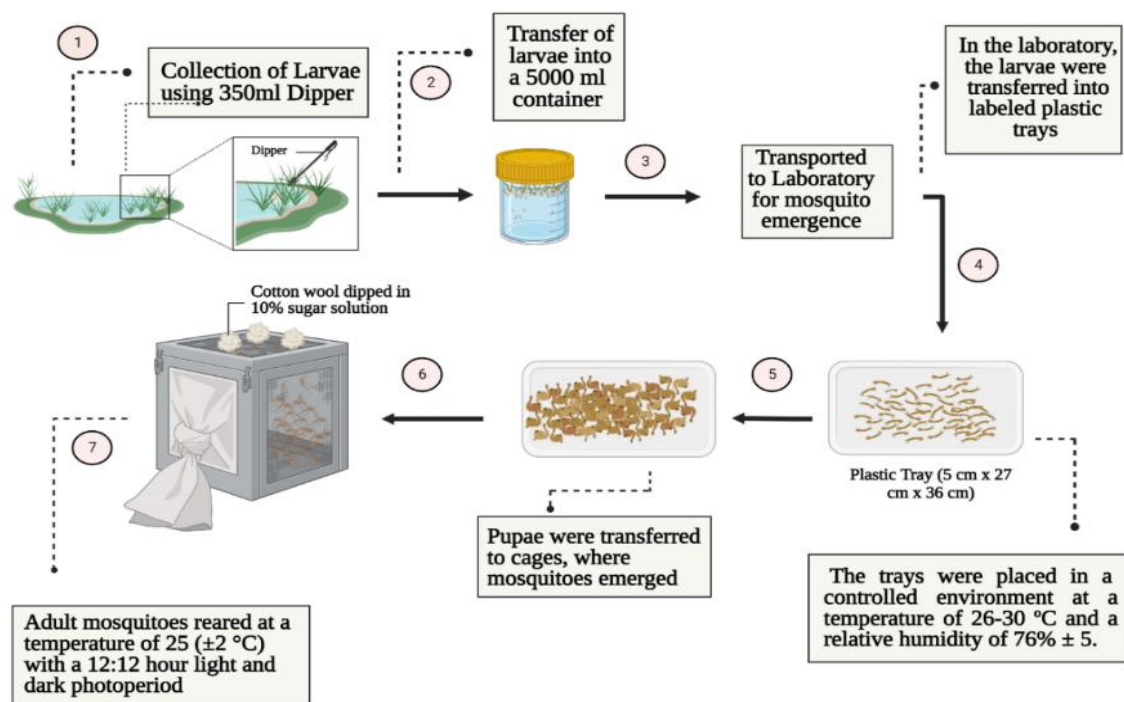 1
Collection of Larvae
using 350ml Dipper
Dipper
2
Transfer of
larvae into
a 5000 ml
container
3
Transported
to Laboratory
for mosquito
emergence
In the laboratory,
the larvae were
transferred into
labeled plastic
trays
4
Plastic Tray (5 cm x 27
cm x 36 cm)
The trays were placed in a
controlled environment at a
temperature of 26-30 ºC and a
relative humidity of 76% ± 5.
5
Pupae were transferred
to cages, where
mosquitoes emerged
6
Cotton wool dipped in
10% sugar solution
7
Adult mosquitoes reared at a
temperature of 25 (±2 °C)
with a 12:12 hour light and
dark photoperiod